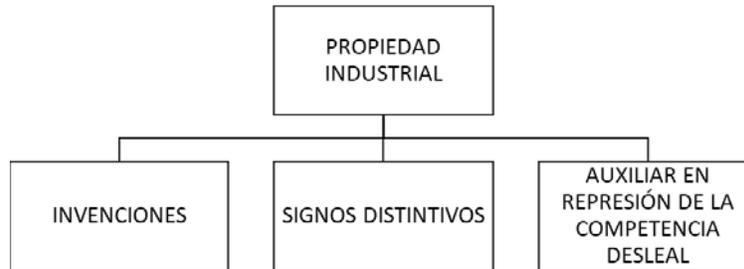 PROPIEDAD
INDUSTRIAL
INVENCIONES
SIGNOS DISTINTIVOS
AUXILIAR EN
REPRESIÓN DE LA
COMPETENCIA
DESLEAL